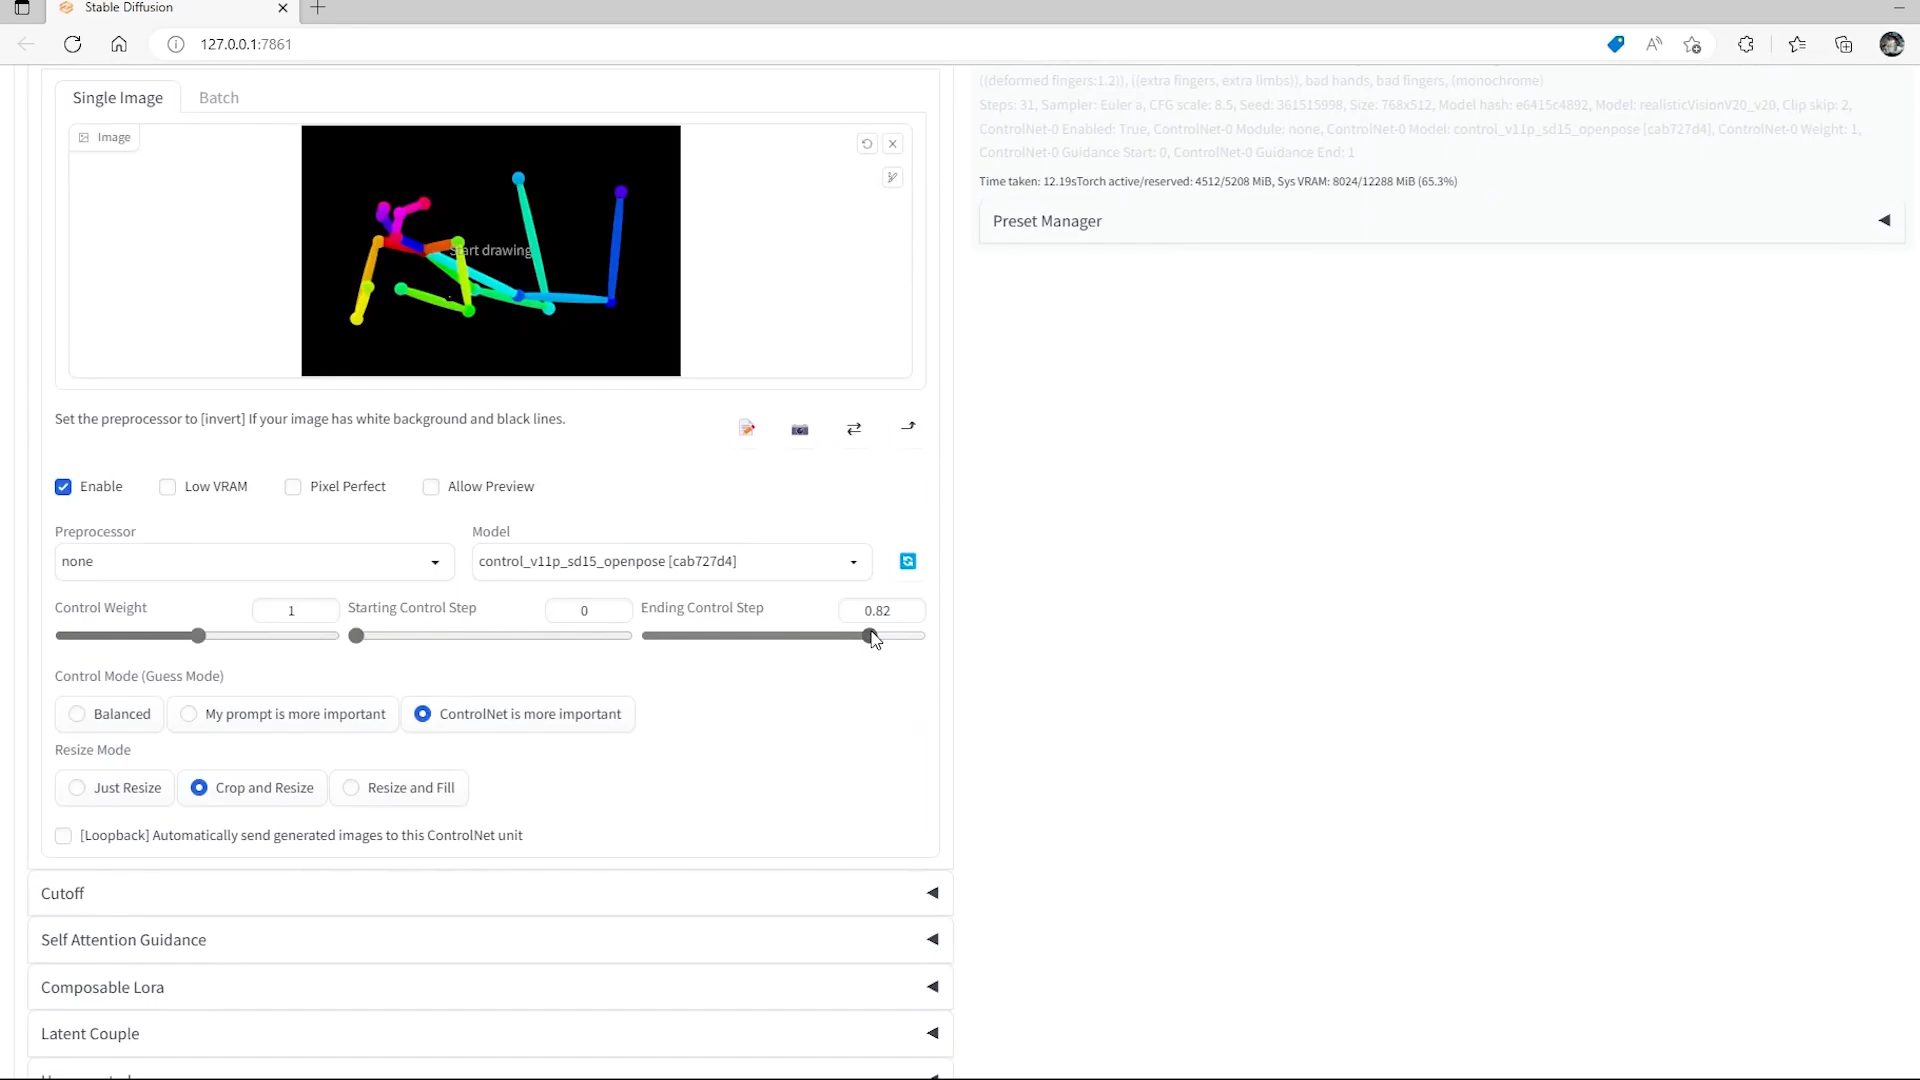 Stable Diffusion
127.0.0.1:7861
Single Image
Batch
Image
Start drawing
Set the preprocessor to [invert] If your image has white background and black lines.
Enable
Low VRAM
Pixel Perfect
Allow Preview
Preprocessor
Model
none
control_v11p_sd15_openpose [cab727d4]
Control Weight
1
Starting Control Step
0
Ending Control Step
0.82
Control Mode (Guess Mode)
Balanced
My prompt is more important
ControlNet is more important
Resize Mode
Just Resize
Crop and Resize
Resize and Fill
[Loopback] Automatically send generated images to this ControlNet unit
Cutoff
Self Attention Guidance
Composable Lora
Latent Couple
((deformed fingers:1.2)), ((extra fingers, extra limbs)), bad hands, bad fingers, (monochrome)
Steps: 31, Sampler: Euler a, CFG scale: 8.5, Seed: 361515998, Size: 768x512, Model hash: e6415c4892, Model: realisticVisionV20_v20, Clip skip: 2,
ControlNet-0 Enabled: True, ControlNet-0 Module: none, ControlNet-0 Model: control_v11p_sd15_openpose [cab727d4], ControlNet-0 Weight: 1,
ControlNet-0 Guidance Start: 0, ControlNet-0 Guidance End: 1
Time taken: 12.19sTorch active/reserved: 4512/5208 MiB, Sys VRAM: 8024/12288 MiB (65.3%)
Preset Manager